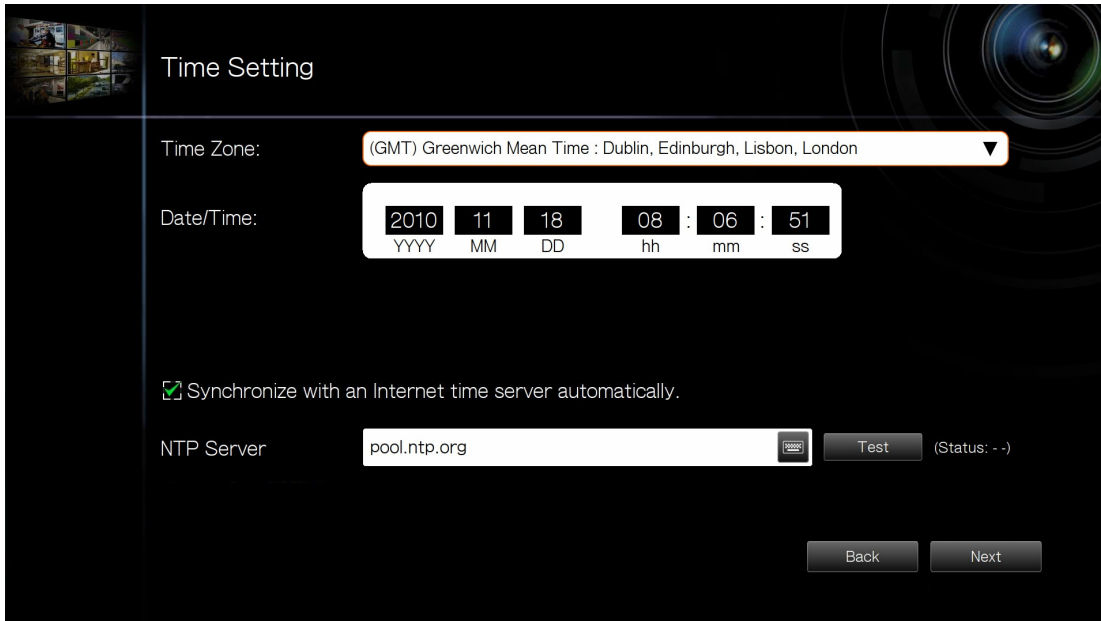 Time Setting
Time Zone: (GMT) Greenwich Mean Time : Dublin, Edinburgh, Lisbon, London ▼
Date/Time: 2010 11 18 08 : 06 : 51
YYYY MM DD hh mm ss
Synchronize with an Internet time server automatically.
NTP Server pool.ntp.org Test (Status: - -)
Back Next